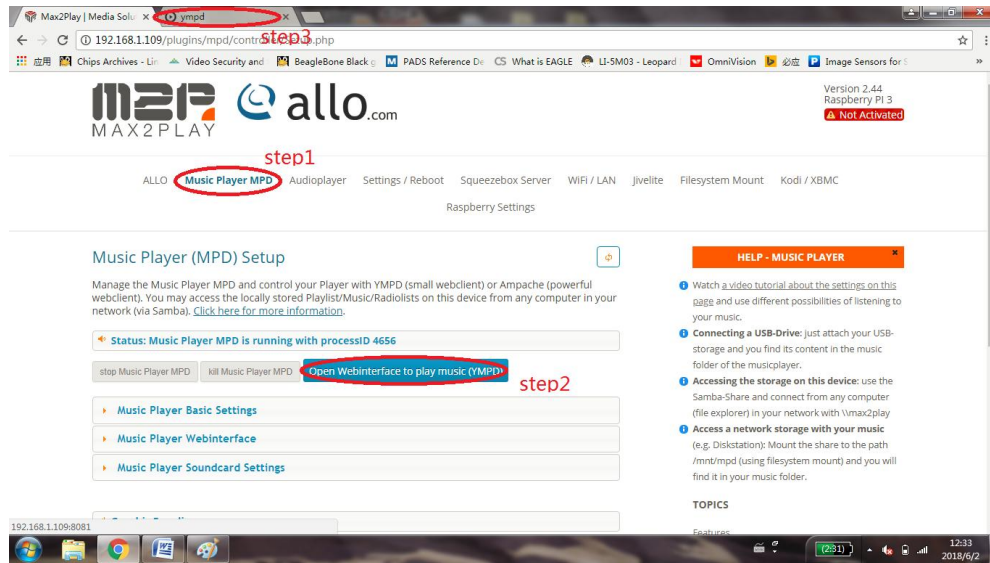 Max2Play | Media Solu
ympd
step3
192.168.1.109/plugins/mpd/controller/Setup.php
应用
Chips Archives - Lin
Video Security and
BeagleBone Black
PADS Reference De
CS What is EAGLE
LI-5M03 - Leopard
OmniVision
必应
Image Sensors for
M2P
MAX2PLAY
allo.com
Version 2.44
Raspberry PI 3
Not Activated
step1
ALLO Music Player MPD Audioplayer Settings / Reboot Squeezebox Server WiFi / LAN Jivelite Filesystem Mount Kodi / XBMC
Raspberry Settings
Music Player (MPD) Setup
Manage the Music Player MPD and control your Player with YMPD (small webclient) or Ampache (powerful
webclient). You may access the locally stored Playlist/Music/Radiolists on this device from any computer in your
network (via Samba). Click here for more information.
Status: Music Player MPD is running with processID 4656
stop Music Player MPD kill Music Player MPD Open Webinterface to play music (YMPD)
step2
Music Player Basic Settings
Music Player Webinterface
Music Player Soundcard Settings
HELP - MUSIC PLAYER
Watch a video tutorial about the settings on this
page and use different possibilities of listening to
your music.
Connecting a USB-Drive: just attach your USB-
storage and you find its content in the music
folder of the musicplayer.
Accessing the storage on this device: use the
Samba-Share and connect from any computer
(file explorer) in your network with \\max2play
Access a network storage with your music
(e.g. Diskstation): Mount the share to the path
/mnt/mpd (using filesystem mount) and you will
find it in your music folder.
TOPICS
Features
192.168.1.109:8081
(2:31)
12:33
2018/6/2